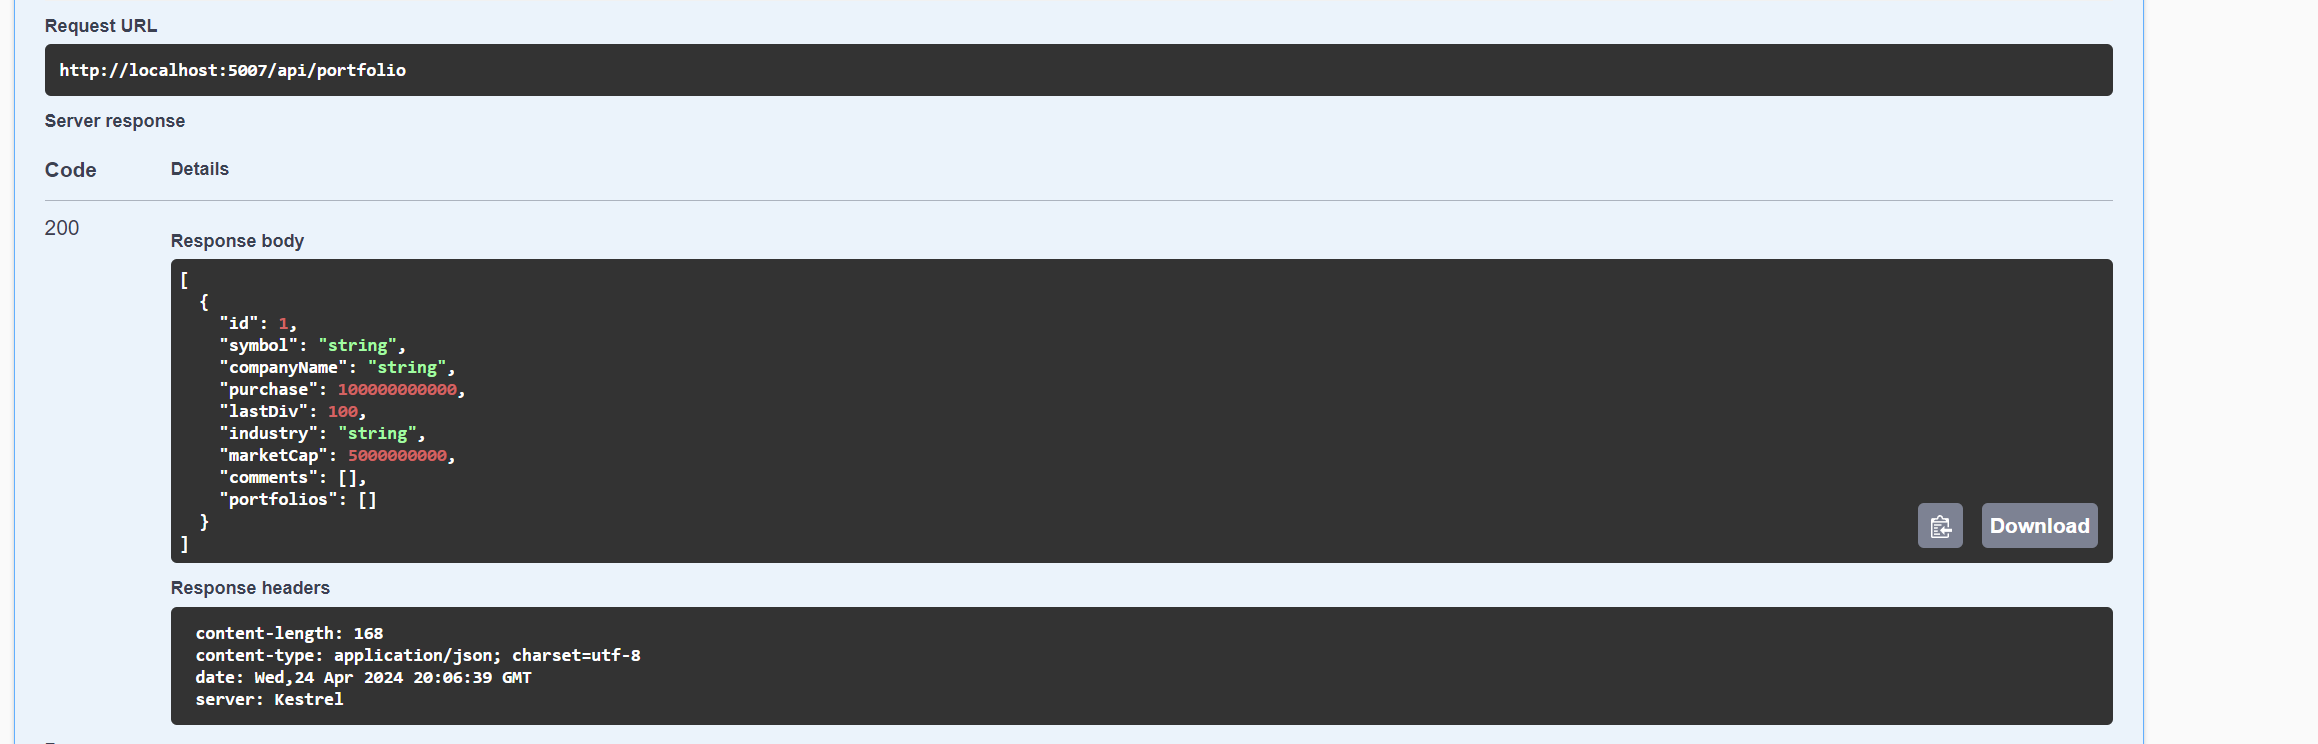 Request URL
http://localhost:5007/api/portfolio
Server response
Code Details
200
Response body
[
{
"id": 1,
"symbol": "string",
"companyName": "string",
"purchase": 100000000000,
"lastDiv": 100,
"industry": "string",
"marketCap": 5000000000,
"comments": [],
"portfolios": []
}
]
Download
Response headers
content-length: 168
content-type: application/json; charset=utf-8
date: Wed,24 Apr 2024 20:06:39 GMT
server: Kestrel